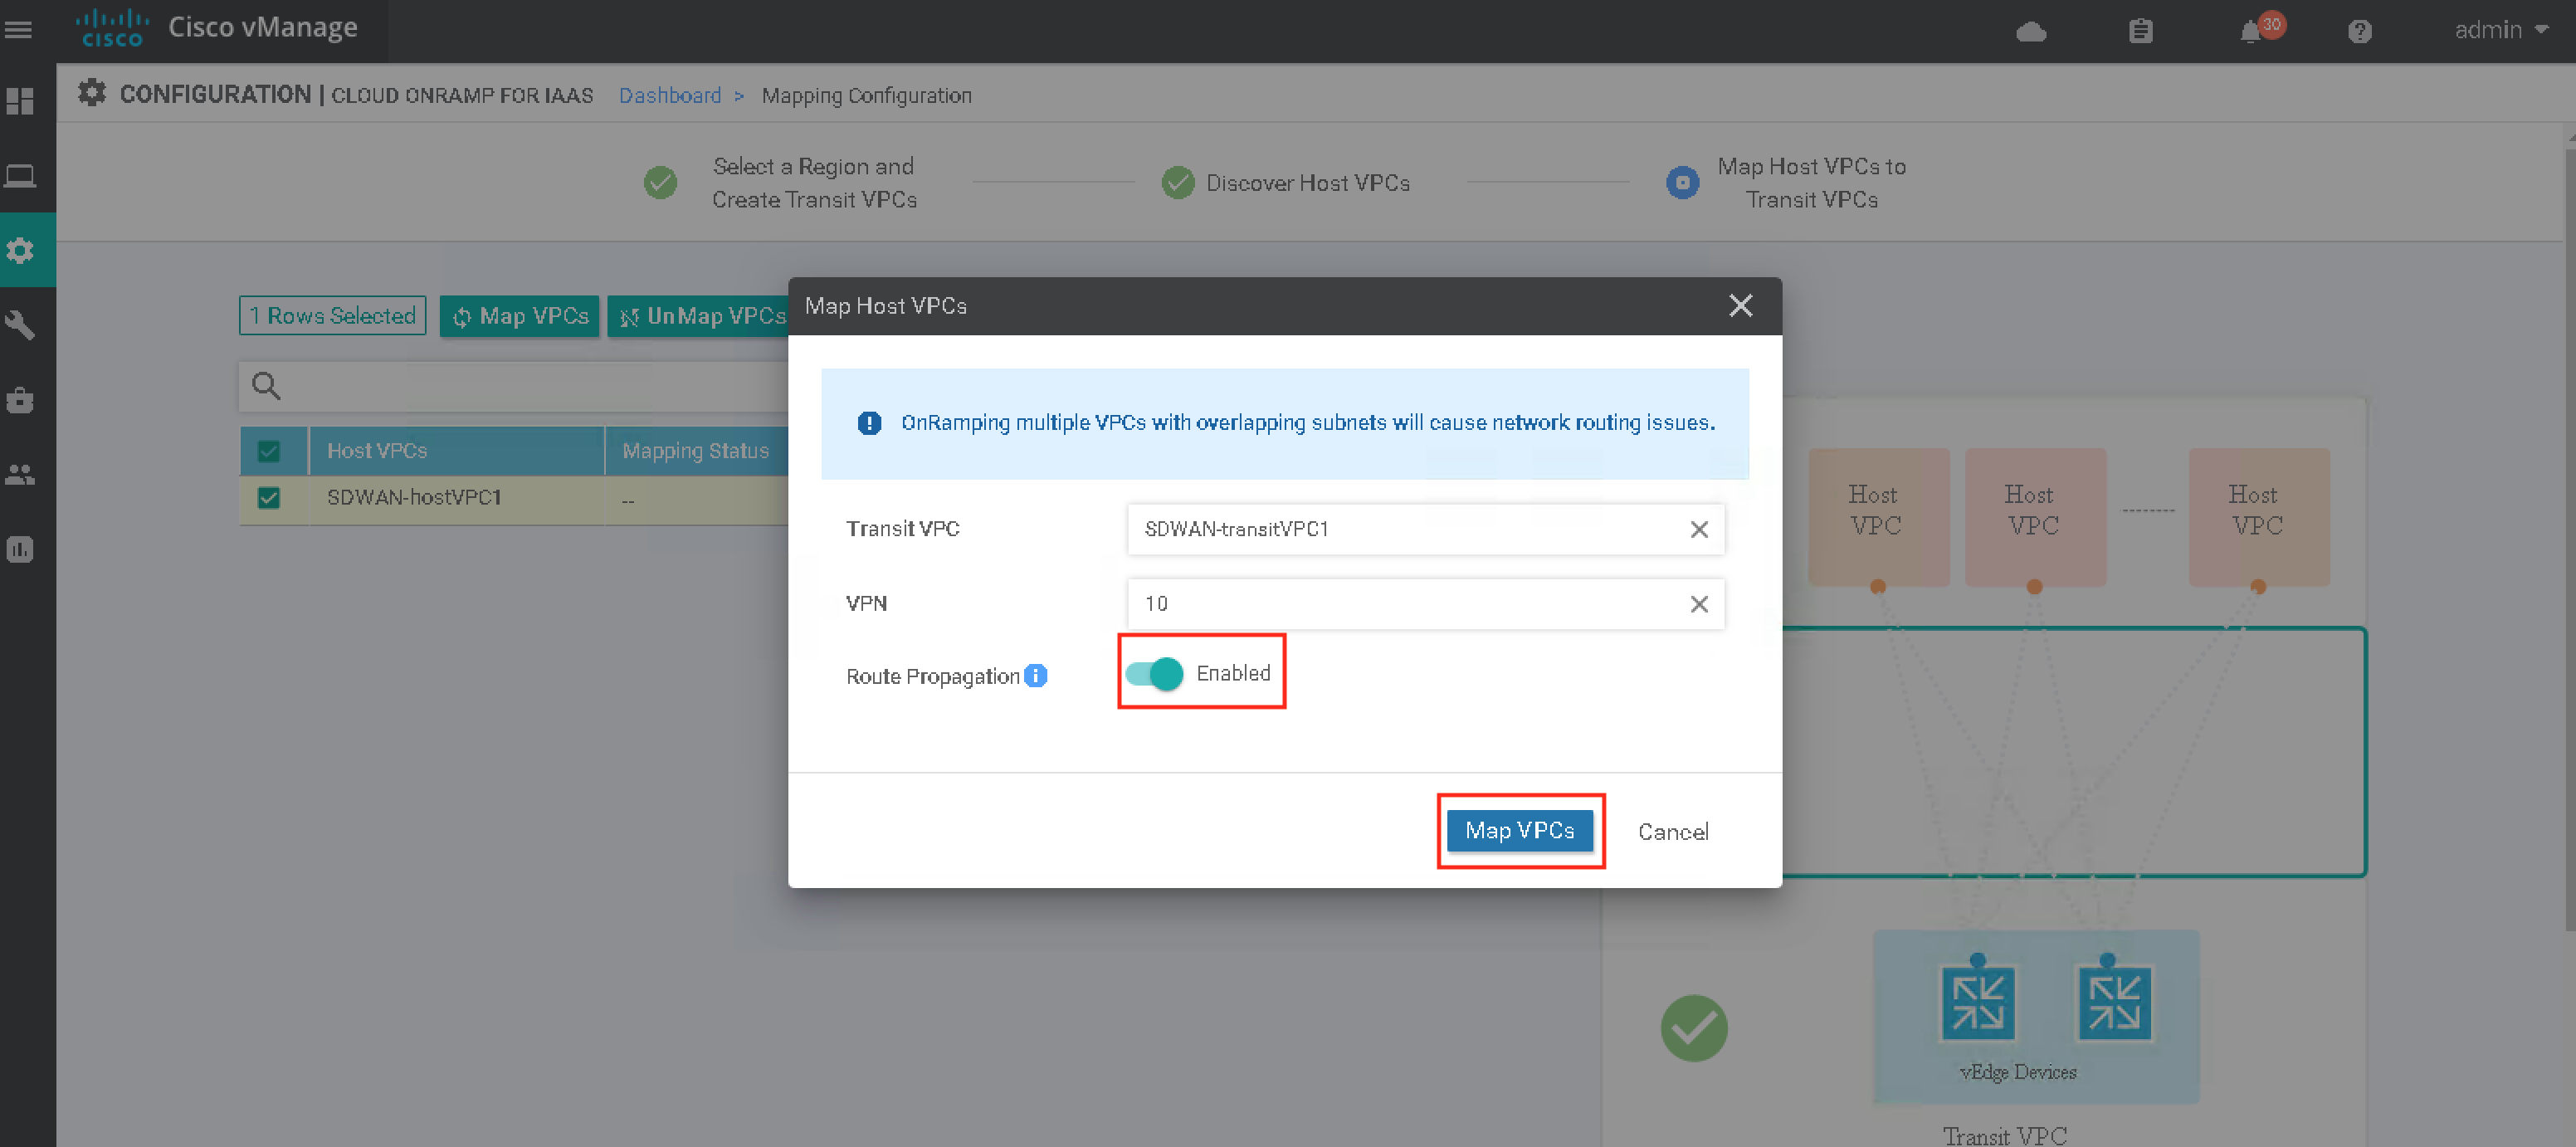 CISCO
Cisco vManage
30
admin
CONFIGURATION | CLOUD ONRAMP FOR IAAS Dashboard > Mapping Configuration
Select a Region and
Create Transit VPCs
Discover Host VPCs
Map Host VPCs to
Transit VPCs
1 Rows Selected
Map VPCs
UnMap VPCs
Host VPCs
Mapping Status
SDWAN-hostVPC1
--
Map Host VPCs
OnRamping multiple VPCs with overlapping subnets will cause network routing issues.
Transit VPC
SDWAN-transitVPC1
VPN
10
Route Propagation
Enabled
Map VPCs
Cancel
Host
VPC
Host
VPC
Host
VPC
vEdge Devices
Transit VPC